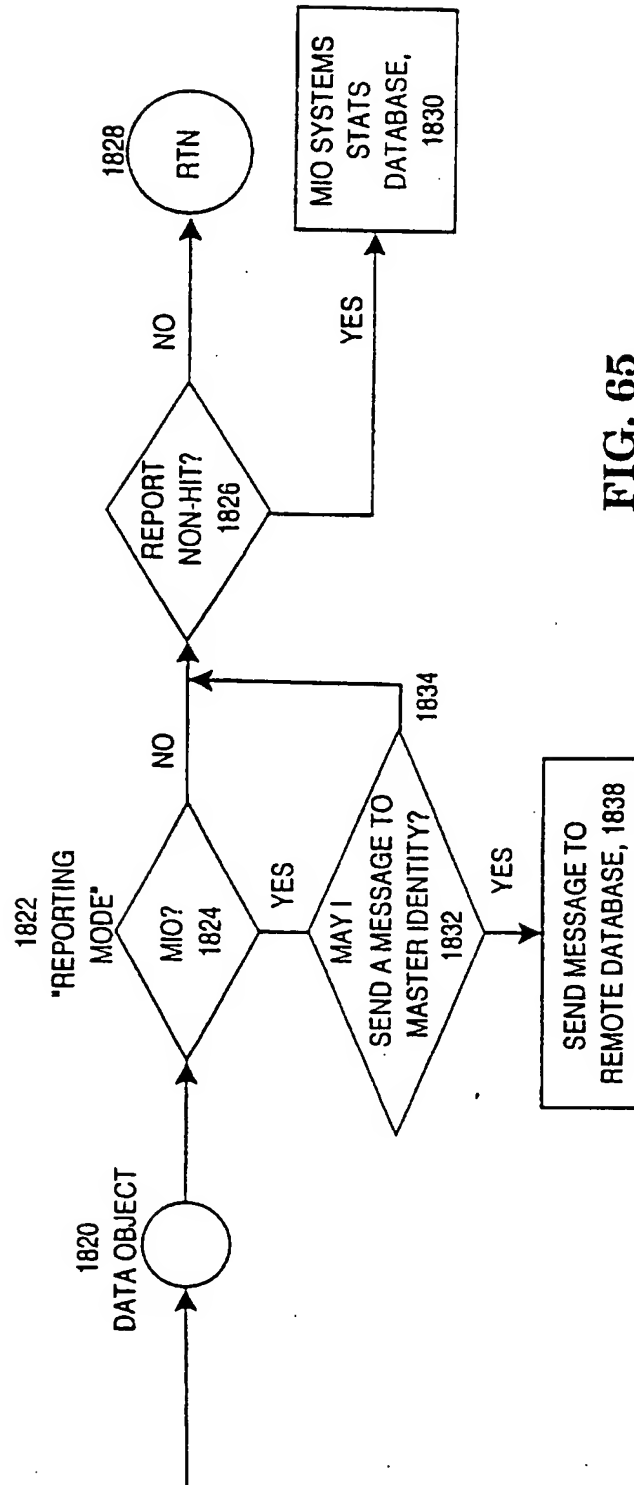 1820
DATA OBJECT
1822
"REPORTING
MODE"
MIO?
1824
NO
YES
MAY I
SEND A MESSAGE TO
MASTER IDENTITY?
1832
1834
YES
SEND MESSAGE TO
REMOTE DATABASE, 1838
REPORT
NON-HIT?
1826
NO
1828
RTN
YES
MIO SYSTEMS
STATS
DATABASE,
1830
FIG. 65